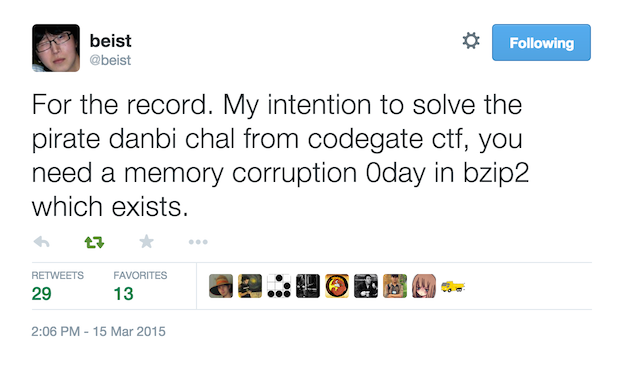 beist
@beist
Following
For the record. My intention to solve the
pirate danbi chal from codegate ctf, you
need a memory corruption 0day in bzip2
which exists.
RETWEETS FAVORITES
29 13
2:06 PM - 15 Mar 2015